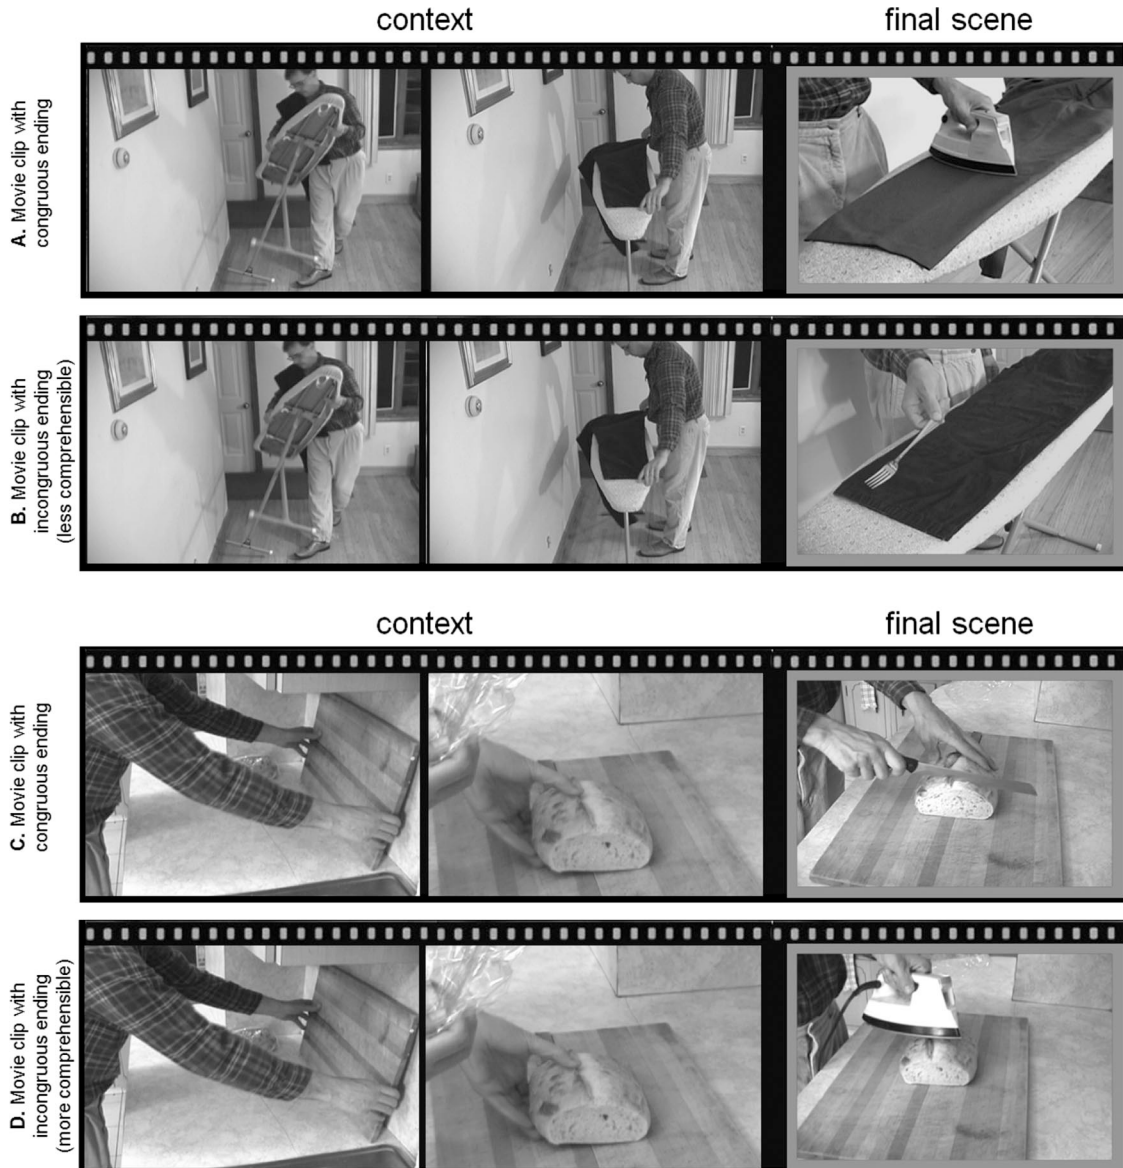 context final scene
A. Movie clip with
congruous ending
B. Movie clip with
incongruous ending
(less comprehensible)
context final scene
C. Movie clip with
congruous ending
D. Movie clip with
incongruous ending
(more comprehensible)